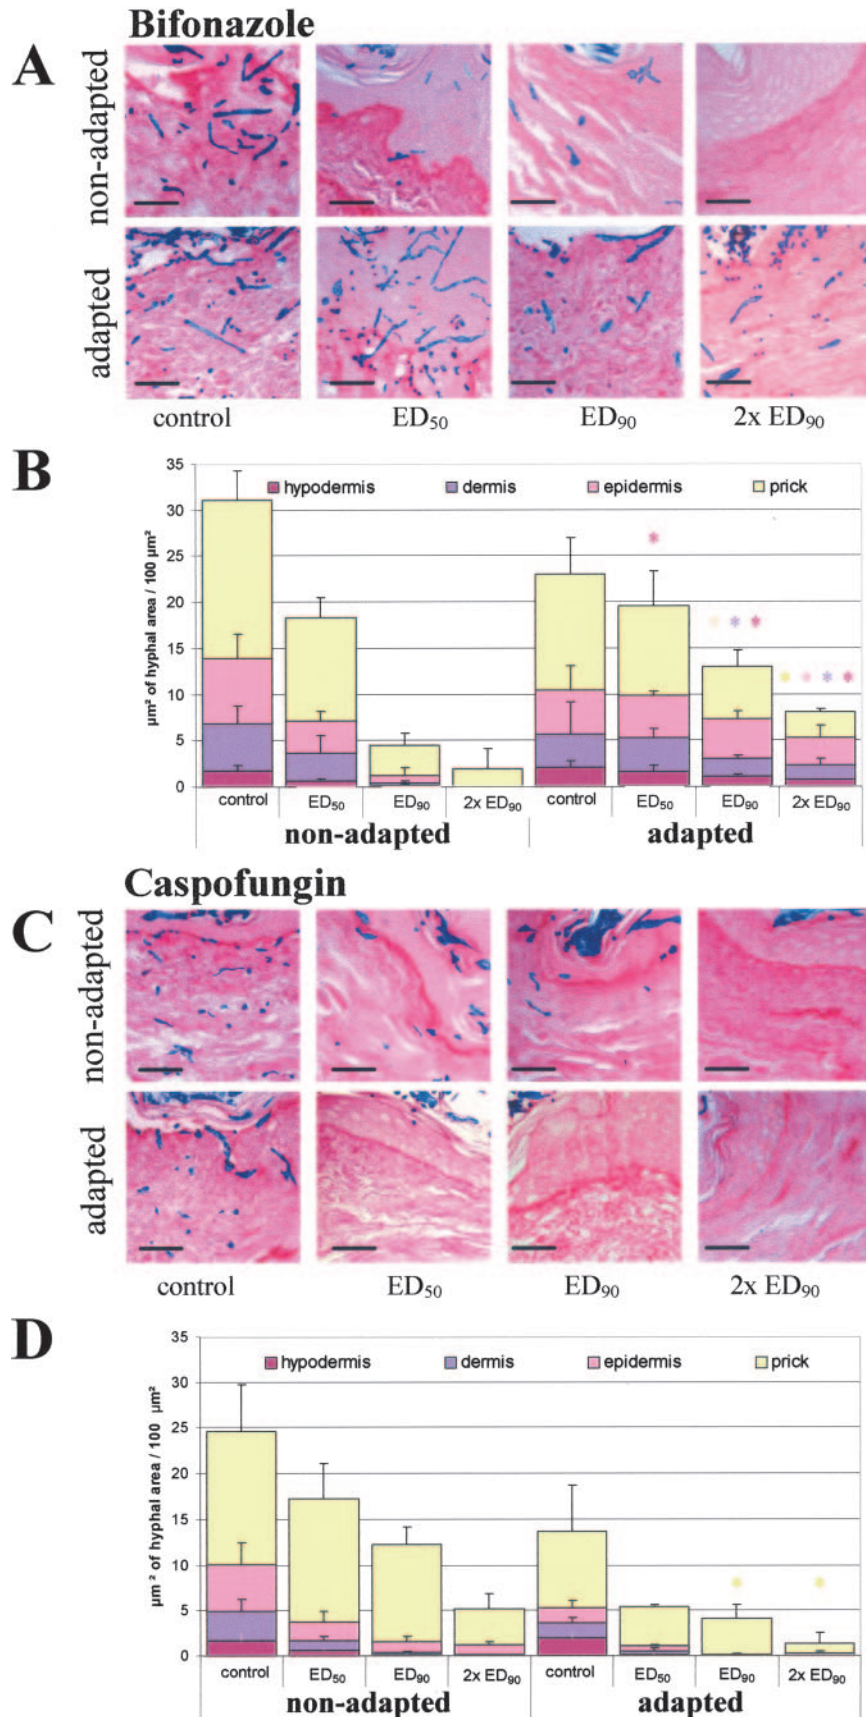 Bifonazole
A
non-adapted
adapted
control ED₅₀ ED₉₀ 2x ED₉₀
B
35
30
25
20
15
10
5
0
µm² of hyphal area / 100 µm²
hypodermis dermis epidermis prick
* 
* * *
* * * *
control ED₅₀ ED₉₀ 2x ED₉₀ control ED₅₀ ED₉₀ 2x ED₉₀
non-adapted adapted
Caspofungin
C
non-adapted
adapted
control ED₅₀ ED₉₀ 2x ED₉₀
D
35
30
25
20
15
10
5
0
µm² of hyphal area / 100 µm²
hypodermis dermis epidermis prick
* *
control ED₅₀ ED₉₀ 2x ED₉₀ control ED₅₀ ED₉₀ 2x ED₉₀
non-adapted adapted